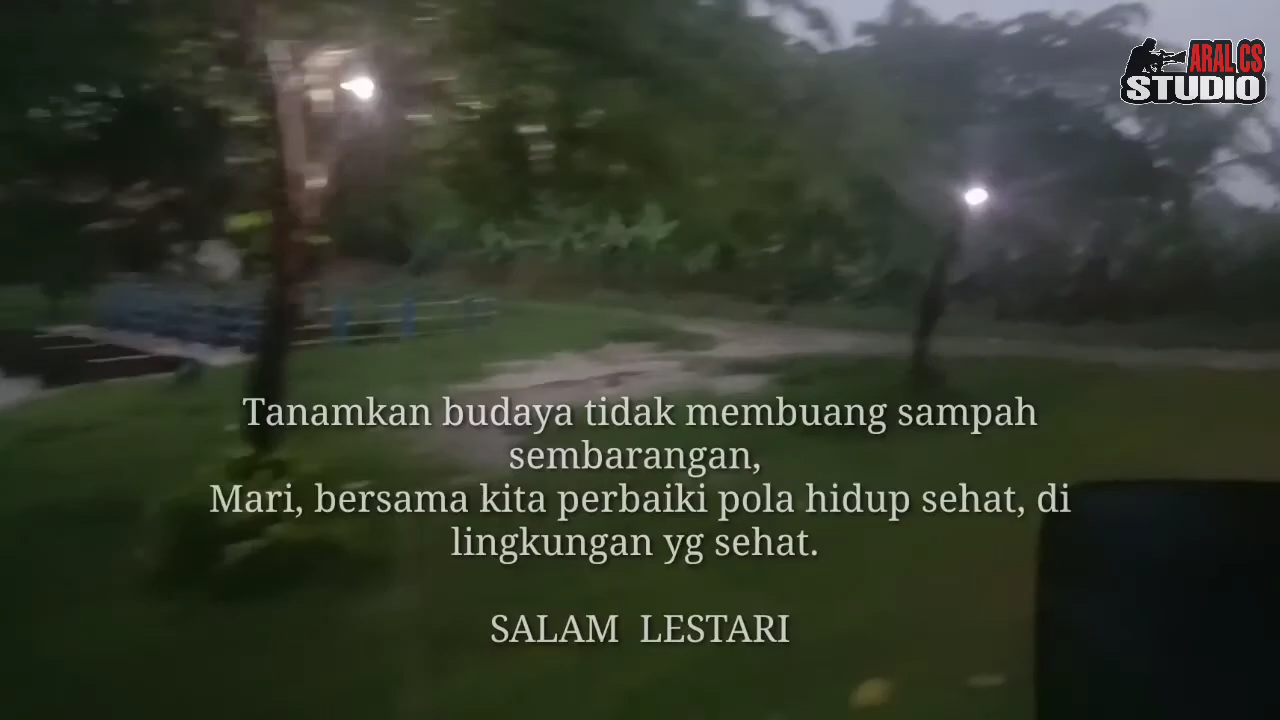 ARAL CS
STUDIO
Tanamkan budaya tidak membuang sampah
sembarangan,
Mari, bersama kita perbaiki pola hidup sehat, di
lingkungan yg sehat.
SALAM LESTARI